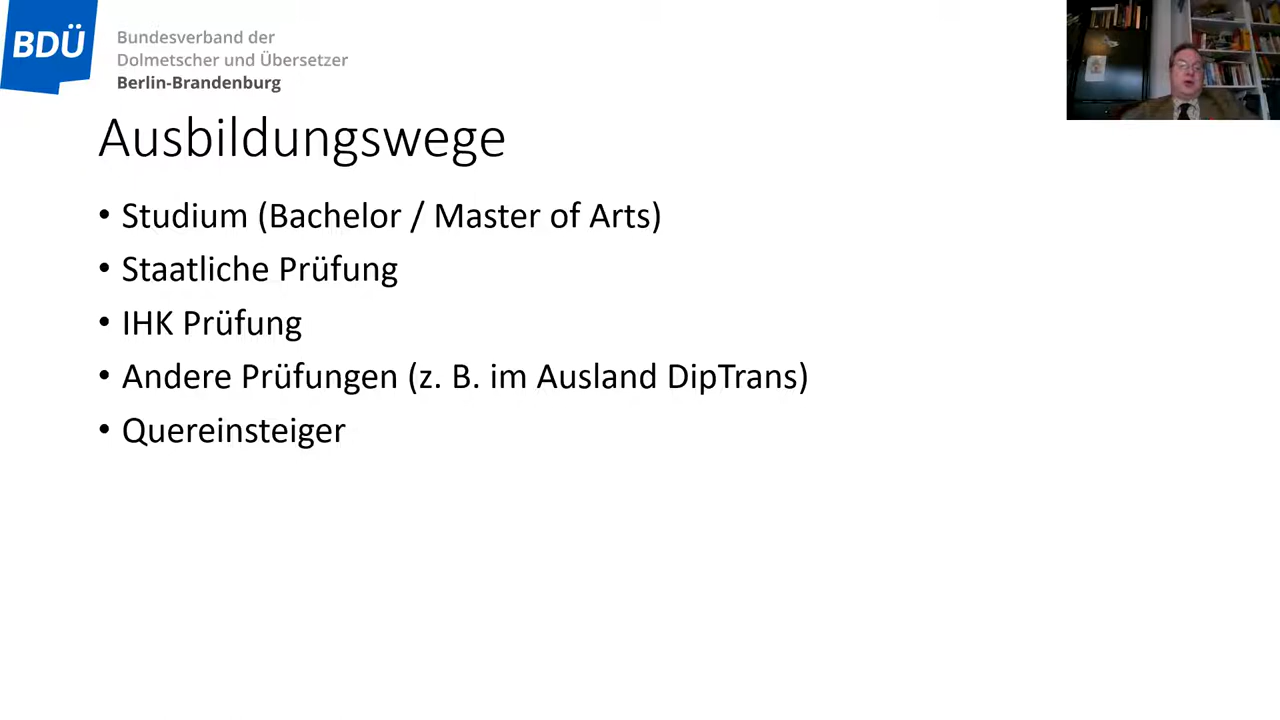 BDÜ
Bundesverband der
Dolmetscher und Übersetzer
Berlin-Brandenburg
Ausbildungswege
• Studium (Bachelor / Master of Arts)
• Staatliche Prüfung
• IHK Prüfung
• Andere Prüfungen (z. B. im Ausland DipTrans)
• Quereinsteiger